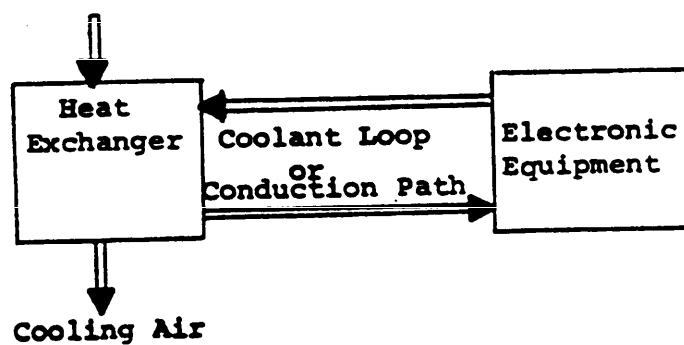 Heat
Exchanger
Coolant Loop
or
Conduction Path
Electronic
Equipment
Cooling Air